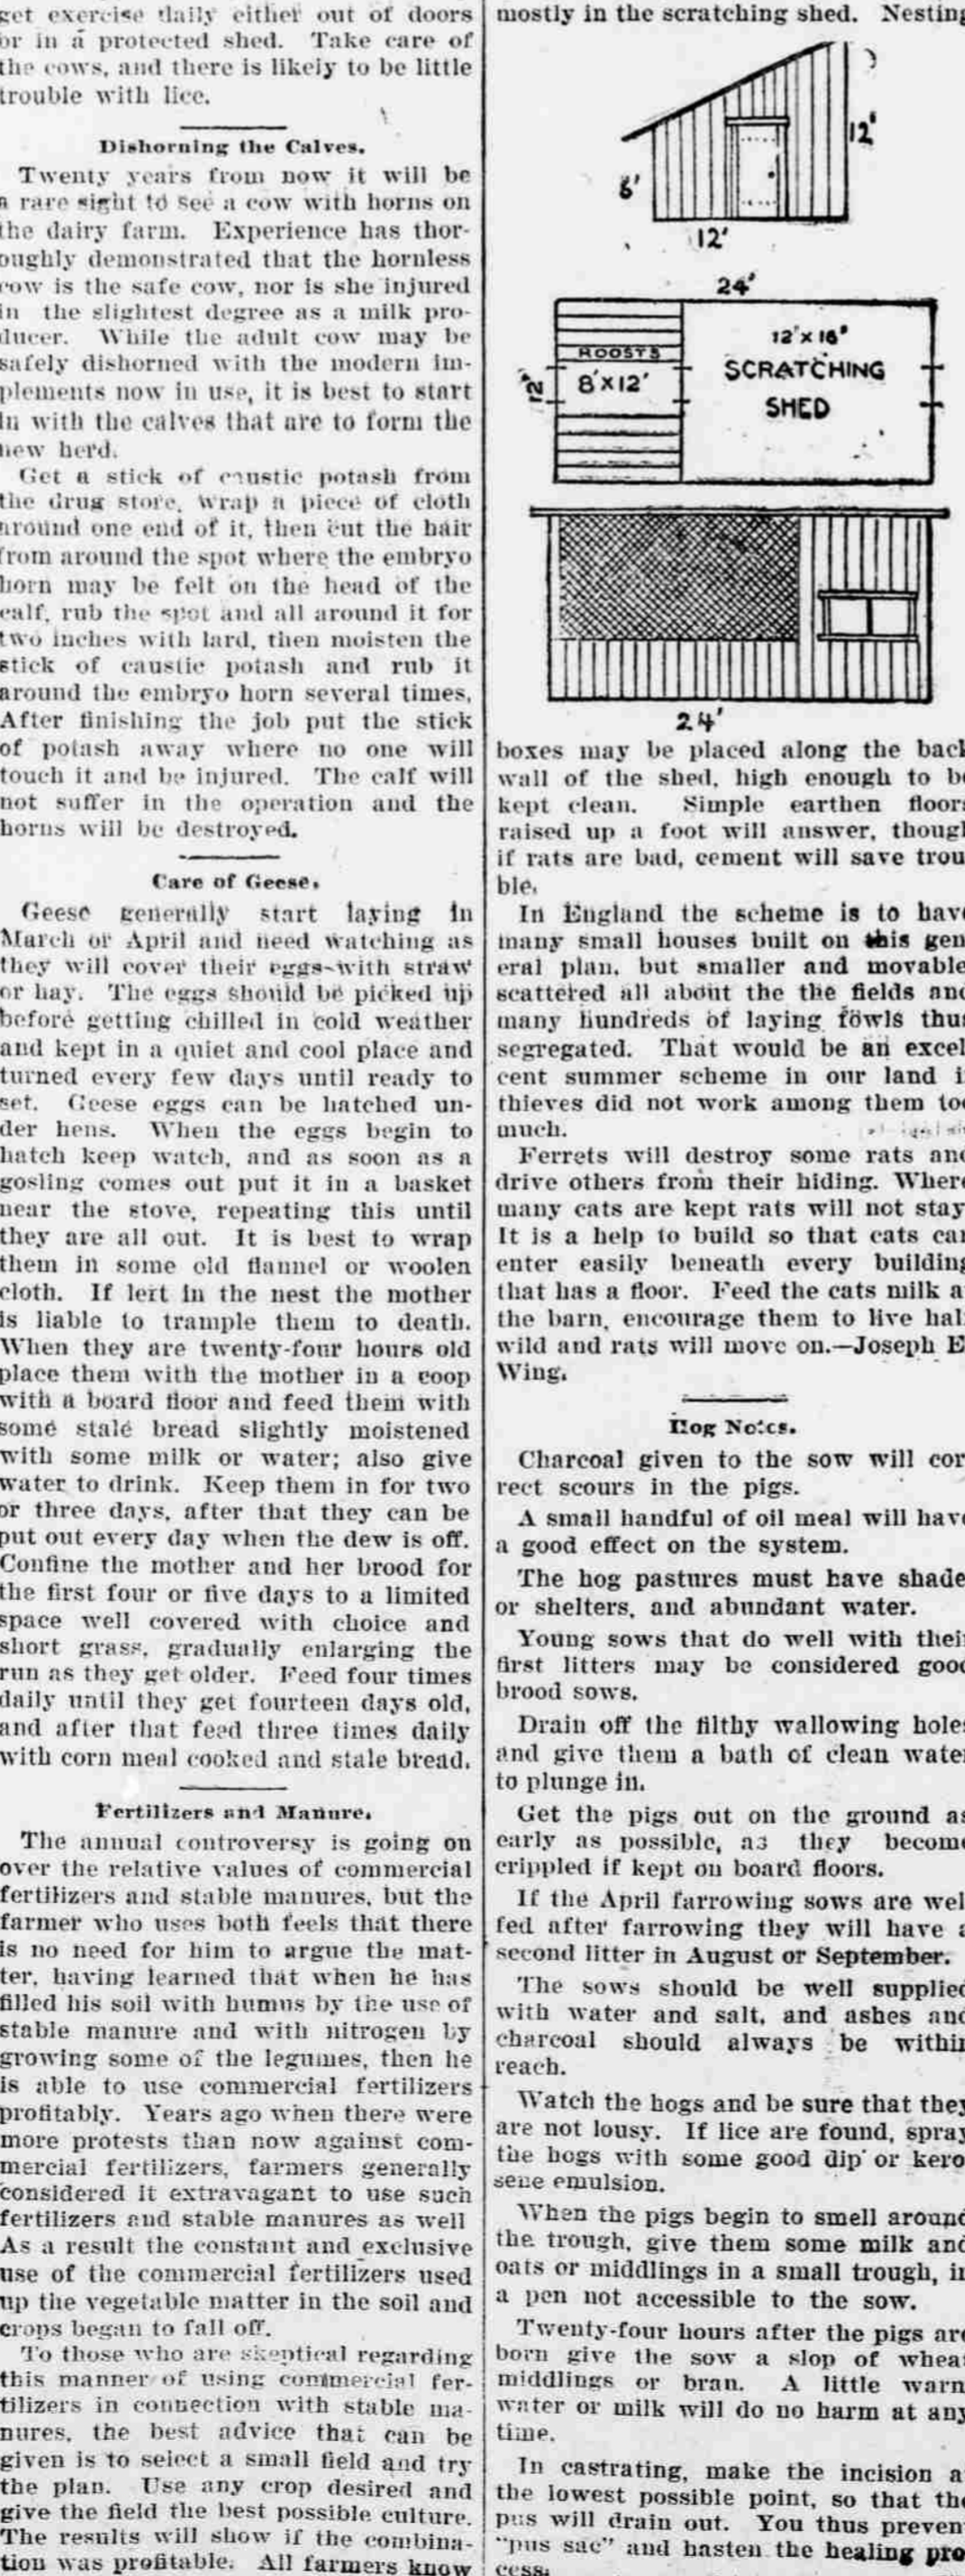 get exercise daily either out of doors
or in a protected shed. Take care of
the cows, and there is likely to be little
trouble with lice.
Dishorning the Calves.
Twenty years from now it will be
a rare sight to see a cow with horns on
the dairy farm. Experience has thor-
oughly demonstrated that the hornless
cow is the safe cow, nor is she injured
in the slightest degree as a milk pro-
ducer. While the adult cow may be
safely dishorned with the modern im-
plements now in use, it is best to start
in with the calves that are to form the
new herd.
Get a stick of caustic potash from
the drug store, wrap a piece of cloth
around one end of it, then cut the hair
from around the spot where the embryo
horn may be felt on the head of the
calf, rub the spot and all around it for
two inches with lard, then moisten the
stick of caustic potash and rub it
around the embryo horn several times.
After finishing the job put the stick
of potash away where no one will
touch it and be injured. The calf will
not suffer in the operation and the
horns will be destroyed.
Care of Geese.
Geese generally start laying in
March or April and need watching as
they will cover their eggs with straw
or hay. The eggs should be picked up
before getting chilled in cold weather
and kept in a quiet and cool place and
turned every few days until ready to
set. Geese eggs can be hatched un-
der hens. When the eggs begin to
hatch keep watch, and as soon as a
gosling comes out put it in a basket
near the stove, repeating this until
they are all out. It is best to wrap
them in some old flannel or woolen
cloth. If left in the nest the mother
is liable to trample them to death.
When they are twenty-four hours old
place them with the mother in a coop
with a board floor and feed them with
some stale bread slightly moistened
with some milk or water; also give
water to drink. Keep them in for two
or three days, after that they can be
put out every day when the dew is off.
Confine the mother and her brood for
the first four or five days to a limited
space well covered with choice and
short grass, gradually enlarging the
run as they get older. Feed four times
daily until they get fourteen days old,
and after that feed three times daily
with corn meal cooked and stale bread.
Fertilizers and Manure.
The annual controversy is going on
over the relative values of commercial
fertilizers and stable manures, but the
farmer who uses both feels that there
is no need for him to argue the mat-
ter, having learned that when he has
filled his soil with humus by the use of
stable manure and with nitrogen by
growing some of the legumes, then he
is able to use commercial fertilizers
profitably. Years ago when there were
more protests than now against com-
mercial fertilizers, farmers generally
considered it extravagant to use such
fertilizers and stable manures as well
As a result the constant and exclusive
use of the commercial fertilizers used
up the vegetable matter in the soil and
crops began to fall off.
To those who are skeptical regarding
this manner of using commercial fer-
tilizers in connection with stable ma-
nures, the best advice that can be
given is to select a small field and try
the plan. Use any crop desired and
give the field the best possible culture.
The results will show if the combina-
tion was profitable. All farmers know
mostly in the scratching shed. Nesting
12'
8'
12'
24'
ROOSTS
8'X12'
12'
12'x16'
SCRATCHING
SHED
24'
boxes may be placed along the back
wall of the shed, high enough to be
kept clean. Simple earthen floors
raised up a foot will answer, though
if rats are bad, cement will save trou
ble.
In England the scheme is to have
many small houses built on this gen
eral plan, but smaller and movable
scattered all about the the fields and
many hundreds of laying fowls thus
segregated. That would be an excel
cent summer scheme in our land i
thieves did not work among them too
much.
Ferrets will destroy some rats and
drive others from their hiding. Where
many cats are kept rats will not stay
It is a help to build so that cats can
enter easily beneath every building
that has a floor. Feed the cats milk a
the barn, encourage them to live hal
wild and rats will move on.—Joseph E
Wing.
Hog Notes.
Charcoal given to the sow will cor
rect scours in the pigs.
A small handful of oil meal will have
a good effect on the system.
The hog pastures must have shade
or shelters, and abundant water.
Young sows that do well with their
first litters may be considered good
brood sows.
Drain off the filthy wallowing holes
and give them a bath of clean water
to plunge in.
Get the pigs out on the ground as
early as possible, as they become
crippled if kept on board floors.
If the April farrowing sows are wel
fed after farrowing they will have a
second litter in August or September.
The sows should be well supplied
with water and salt, and ashes and
charcoal should always be within
reach.
Watch the hogs and be sure that they
are not lousy. If lice are found, spray
the hogs with some good dip or kero
sene emulsion.
When the pigs begin to smell around
the trough, give them some milk and
oats or middlings in a small trough, in
a pen not accessible to the sow.
Twenty-four hours after the pigs are
born give the sow a slop of wheat
middlings or bran. A little warm
water or milk will do no harm at any
time.
In castrating, make the incision a
the lowest possible point, so that the
pus will drain out. You thus preven
"pus sac" and hasten the healing pro
cess.